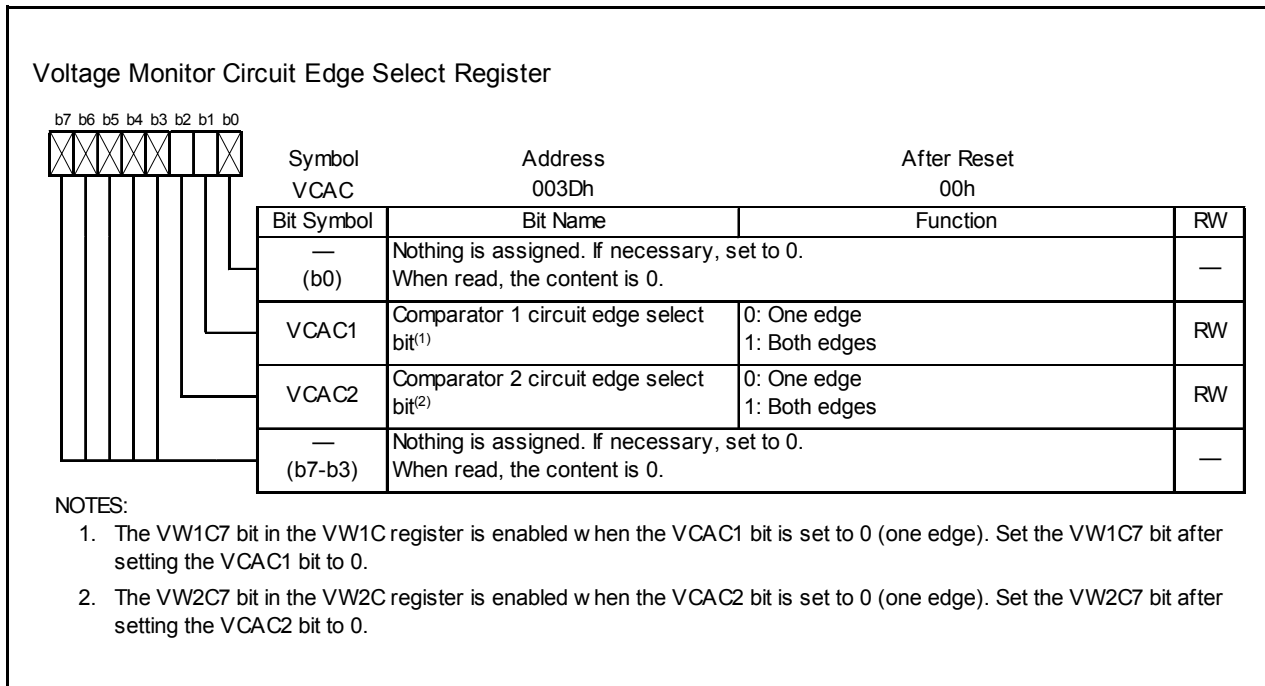 Voltage Monitor Circuit Edge Select Register
b7 b6 b5 b4 b3 b2 b1 b0
Symbol Address After Reset
VCAC 003Dh 00h
Bit Symbol Bit Name Function RW
—
(b0)
Nothing is assigned. If necessary, set to 0.
When read, the content is 0.
—
VCAC1
Comparator 1 circuit edge select
bit(1)
0: One edge
1: Both edges
RW
VCAC2
Comparator 2 circuit edge select
bit(2)
0: One edge
1: Both edges
RW
—
(b7-b3)
Nothing is assigned. If necessary, set to 0.
When read, the content is 0.
—
NOTES:
1. The VW1C7 bit in the VW1C register is enabled when the VCAC1 bit is set to 0 (one edge). Set the VW1C7 bit after
setting the VCAC1 bit to 0.
2. The VW2C7 bit in the VW2C register is enabled when the VCAC2 bit is set to 0 (one edge). Set the VW2C7 bit after
setting the VCAC2 bit to 0.